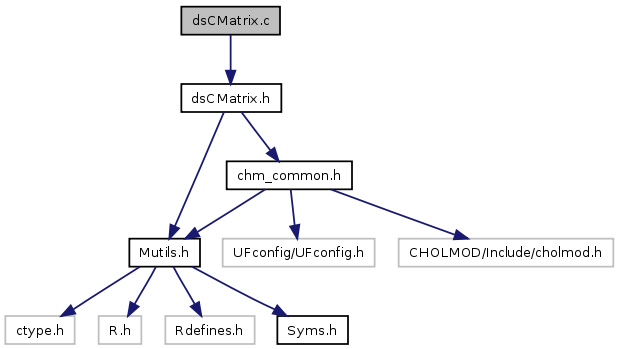 dsCMatrix.c
dsCMatrix.h
chm_common.h
Mutils.h
UFconfig/UFconfig.h
CHOLMOD/Include/cholmod.h
ctype.h
R.h
Rdefines.h
Syms.h